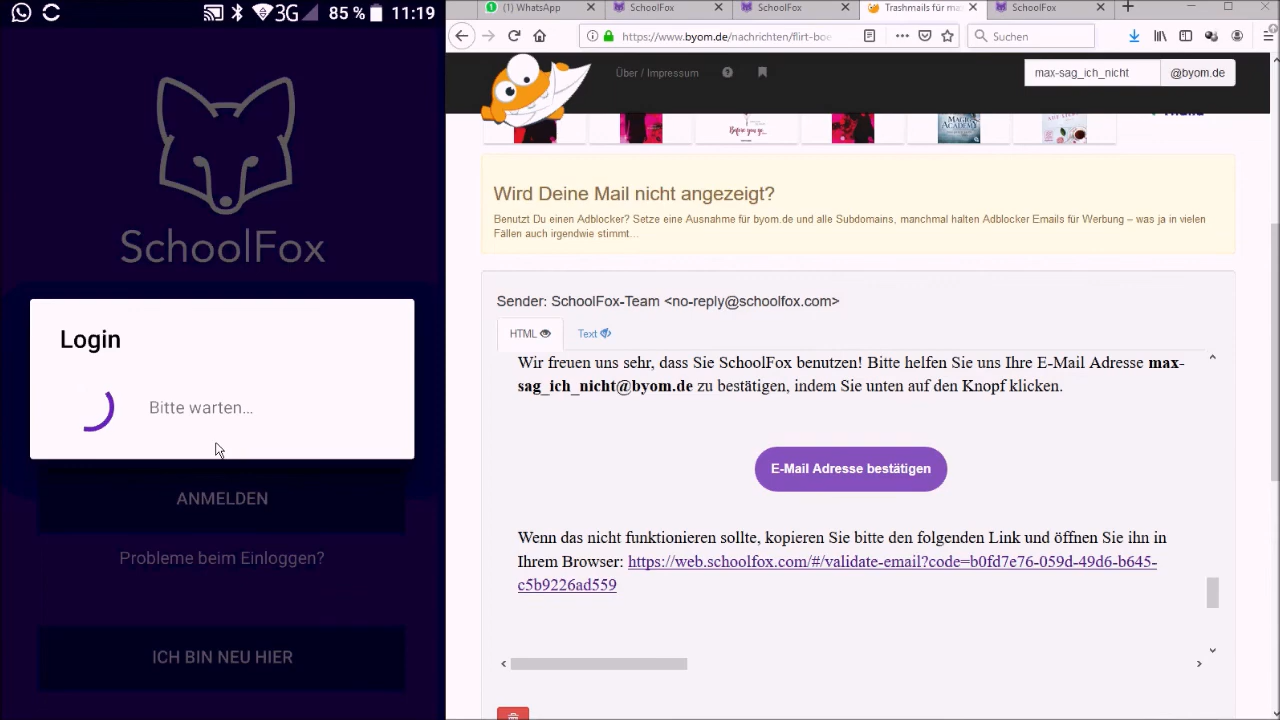 3G 85 % 11:19
SchoolFox
Login
Bitte warten...
ANMELDEN
Probleme beim Einloggen?
ICH BIN NEU HIER
(1) WhatsApp
SchoolFox
SchoolFox
Trashmails für ma
SchoolFox
https://www.byom.de/nachrichten/flirt-boe
Suchen
Über / Impressum
max-sag_ich_nicht @byom.de
Before you go...
Wird Deine Mail nicht angezeigt?
Benutzt Du einen Adblocker? Setze eine Ausnahme für byom.de und alle Subdomains, manchmal halten Adblocker Emails für Werbung – was ja in vielen
Fällen auch irgendwie stimmt...
Sender: SchoolFox-Team <no-reply@schoolfox.com>
HTML Text
Wir freuen uns sehr, dass Sie SchoolFox benutzen! Bitte helfen Sie uns Ihre E-Mail Adresse max-
sag_ich_nicht@byom.de zu bestätigen, indem Sie unten auf den Knopf klicken.
E-Mail Adresse bestätigen
Wenn das nicht funktionieren sollte, kopieren Sie bitte den folgenden Link und öffnen Sie ihn in
Ihrem Browser: https://web.schoolfox.com/#/validate-email?code=b0fd7e76-059d-49d6-b645-
c5b9226ad559